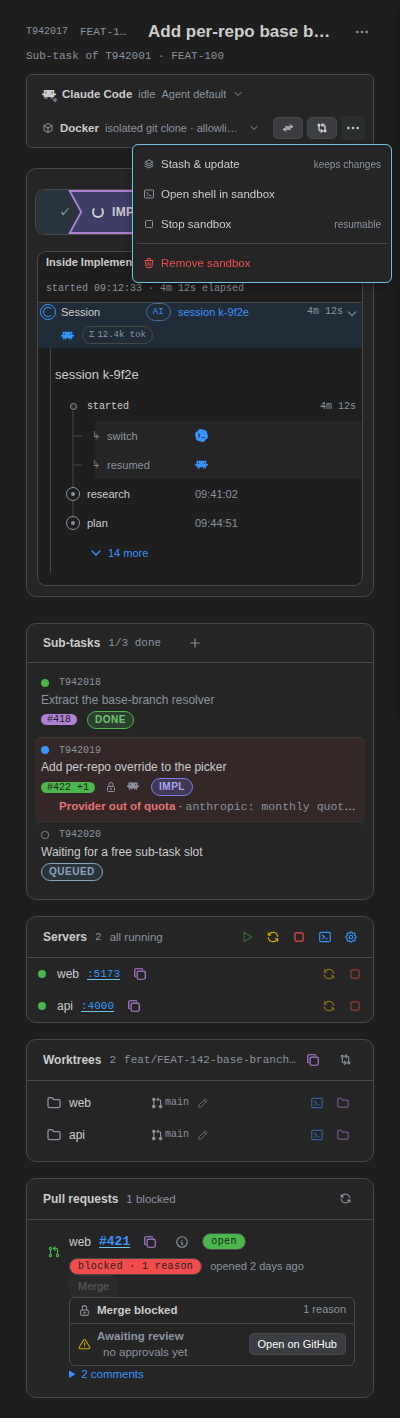 T942017 FEAT-1… Add per-repo base b…
Sub-task of T942001 · FEAT-100
Claude Code idle Agent default
Docker isolated git clone · allowli…
Stash & update keeps changes
Open shell in sandbox
Stop sandbox resumable
Remove sandbox
✓ IMP
Inside Implemen
started 09:12:33 · 4m 12s elapsed
Session AI session k-9f2e 4m 12s
Σ 12.4k tok
session k-9f2e
started 4m 12s
↳ switch
↳ resumed
research 09:41:02
plan 09:44:51
14 more
Sub-tasks 1/3 done
T942018
Extract the base-branch resolver
#418 DONE
T942019
Add per-repo override to the picker
#422 +1 IMPL
Provider out of quota · anthropic: monthly quot…
T942020
Waiting for a free sub-task slot
QUEUED
Servers 2 all running
web :5173
api :4000
Worktrees 2 feat/FEAT-142-base-branch…
web main
api main
Pull requests 1 blocked
web #421 open
blocked · 1 reason opened 2 days ago
Merge
Merge blocked 1 reason
Awaiting review
no approvals yet
Open on GitHub
2 comments